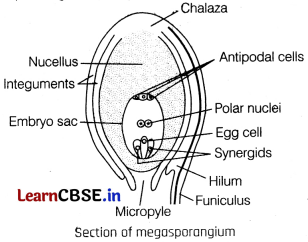 Chalaza
Nucellus
Antipodal cells
Integuments
Polar nuclei
Embryo sac
Egg cell
Synergids
Hilum
LearnCBSE.in
Funiculus
Micropyle
Section of megasporangium